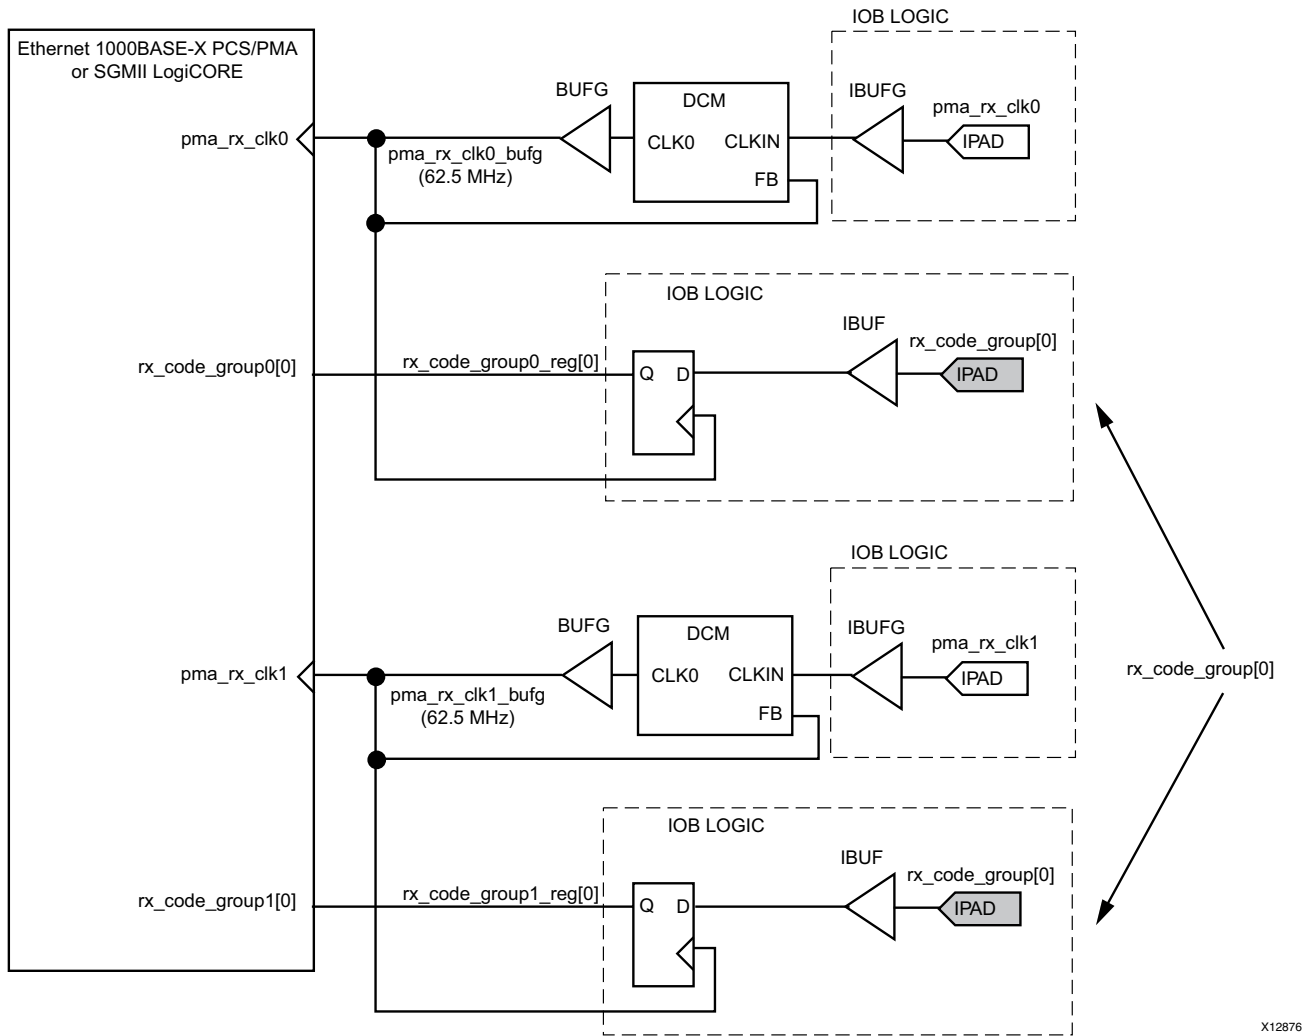 IOB LOGIC
Ethernet 1000BASE-X PCS/PMA
or SGMII LogiCORE
BUFG
DCM
IBUFG
pma_rx_clk0
pma_rx_clk0
CLK0
CLKIN
IPAD
pma_rx_clk0_bufg
(62.5 MHz)
FB
IOB LOGIC
IBUF
rx_code_group[0]
rx_code_group0[0]
rx_code_group0_reg[0]
Q
D
IPAD
IOB LOGIC
BUFG
DCM
IBUFG
pma_rx_clk1
pma_rx_clk1
CLK0
CLKIN
IPAD
rx_code_group[0]
pma_rx_clk1_bufg
(62.5 MHz)
FB
IOB LOGIC
IBUF
rx_code_group[0]
rx_code_group1[0]
rx_code_group1_reg[0]
Q
D
IPAD
X12876